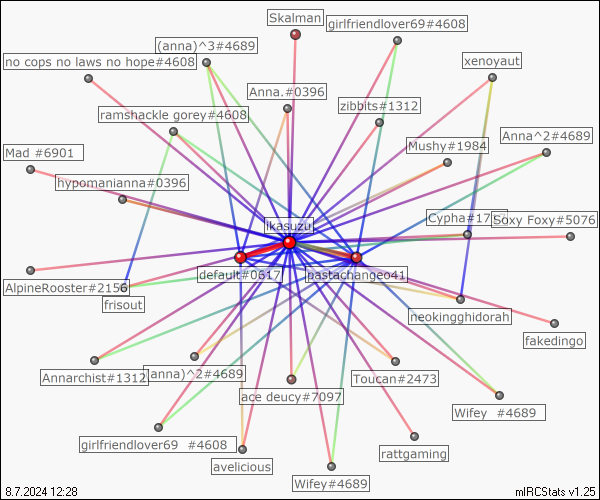 Skalman
girlfriendlover69#4608
(anna)^3#4689
no cops no laws no hope#4608
xenoyaut
Anna.#0396
zibbits#1312
ramshackle gorey#4608
Anna^2#4689
Mushy#1984
Mad #6901
hypomanianna#0396
Cypha#17
Soxy Foxy#5076
ikasuzu
default#0617
pastachange41
AlpineRooster#2156
frisout
neokingghidorah
fakedingo
Annarchist#1312
(anna)^2#4689
Toucan#2473
ace deucy#7097
Wifey #4689
girlfriendlover69 #4608
rattgaming
avelicious
Wifey#4689
8.7.2024 12:28
mIRCStats v1.25